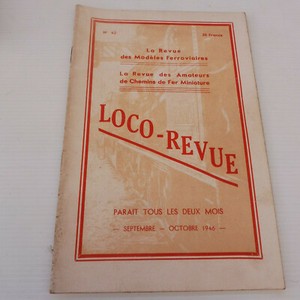 La Revue
des Modèles Ferroviaires
La Revue des Amateurs
de Chemins de Fer Miniature
LOCO-REVUE
PARAIT TOUS LES DEUX MOIS
— SEPTEMBRE — OCTOBRE 1946 —